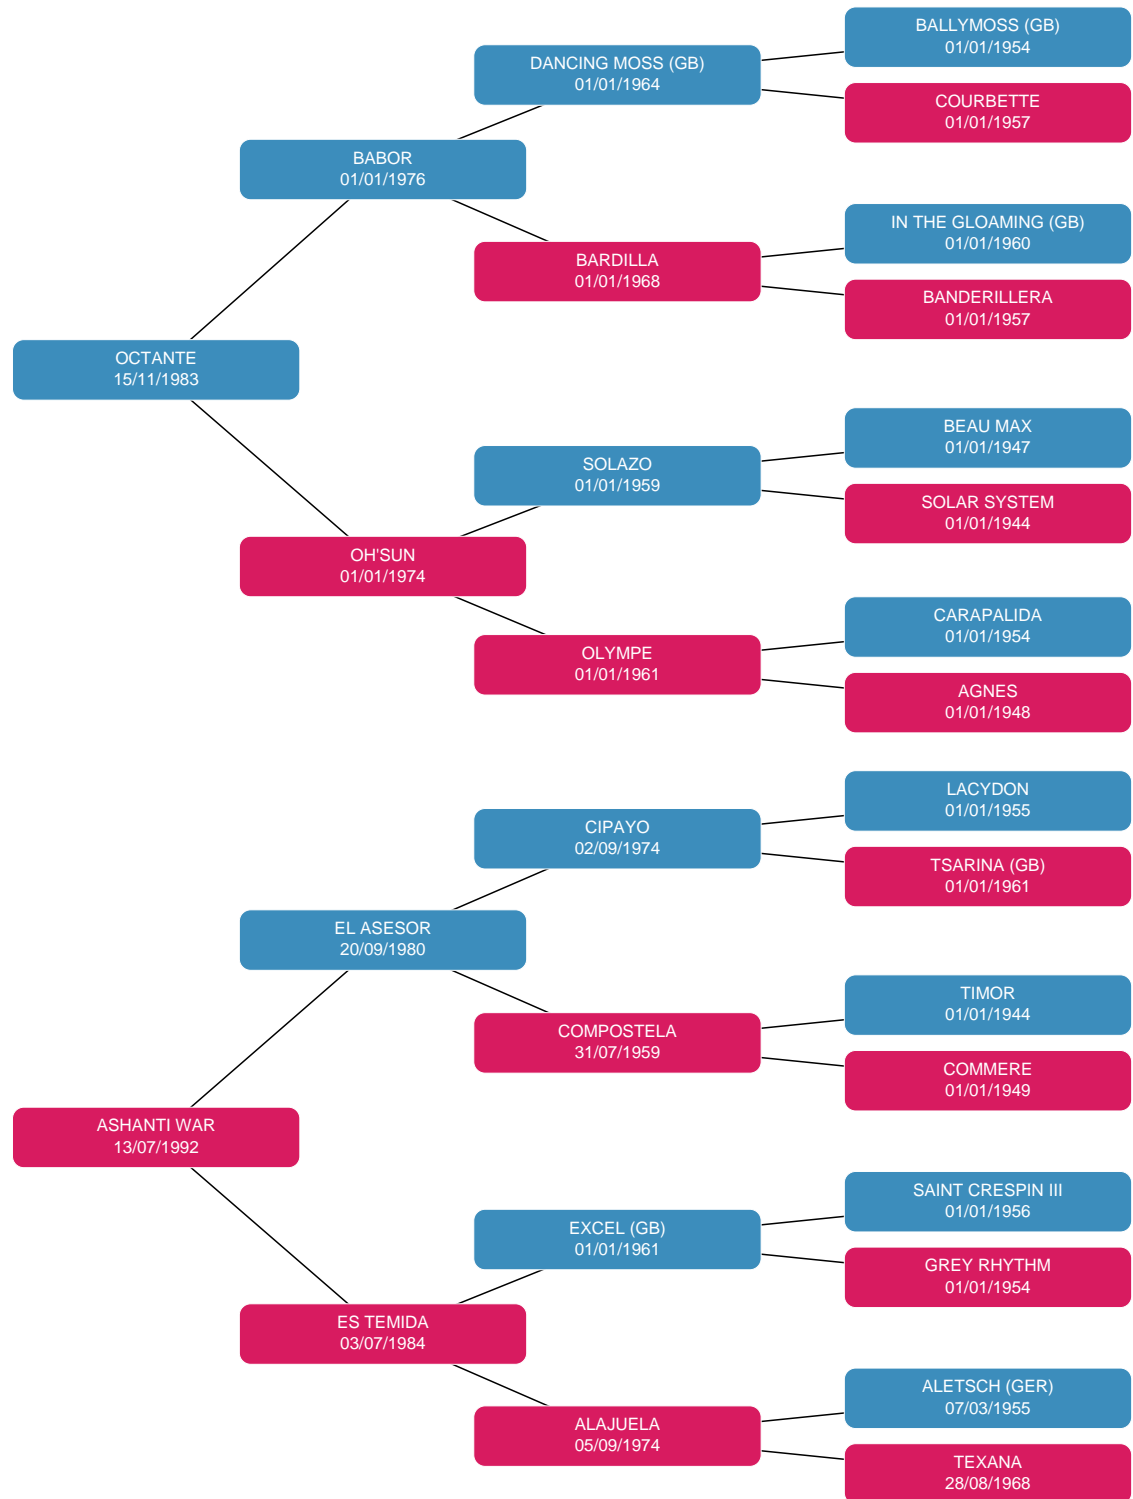 BALLYMOSS (GB)
01/01/1954
DANCING MOSS (GB)
01/01/1964
COURBETTE
01/01/1957
BABOR
01/01/1976
IN THE GLOAMING (GB)
01/01/1960
BARDILLA
01/01/1968
BANDERILLERA
01/01/1957
OCTANTE
15/11/1983
BEAU MAX
01/01/1947
SOLAZO
01/01/1959
SOLAR SYSTEM
01/01/1944
OH'SUN
01/01/1974
CARAPALIDA
01/01/1954
OLYMPE
01/01/1961
AGNES
01/01/1948
LACYDON
01/01/1955
CIPAYO
02/09/1974
TSARINA (GB)
01/01/1961
EL ASESOR
20/09/1980
TIMOR
01/01/1944
COMPOSTELA
31/07/1959
COMMERE
01/01/1949
ASHANTI WAR
13/07/1992
SAINT CRESPIN III
01/01/1956
EXCEL (GB)
01/01/1961
GREY RHYTHM
01/01/1954
ES TEMIDA
03/07/1984
ALETSCH (GER)
07/03/1955
ALAJUELA
05/09/1974
TEXANA
28/08/1968